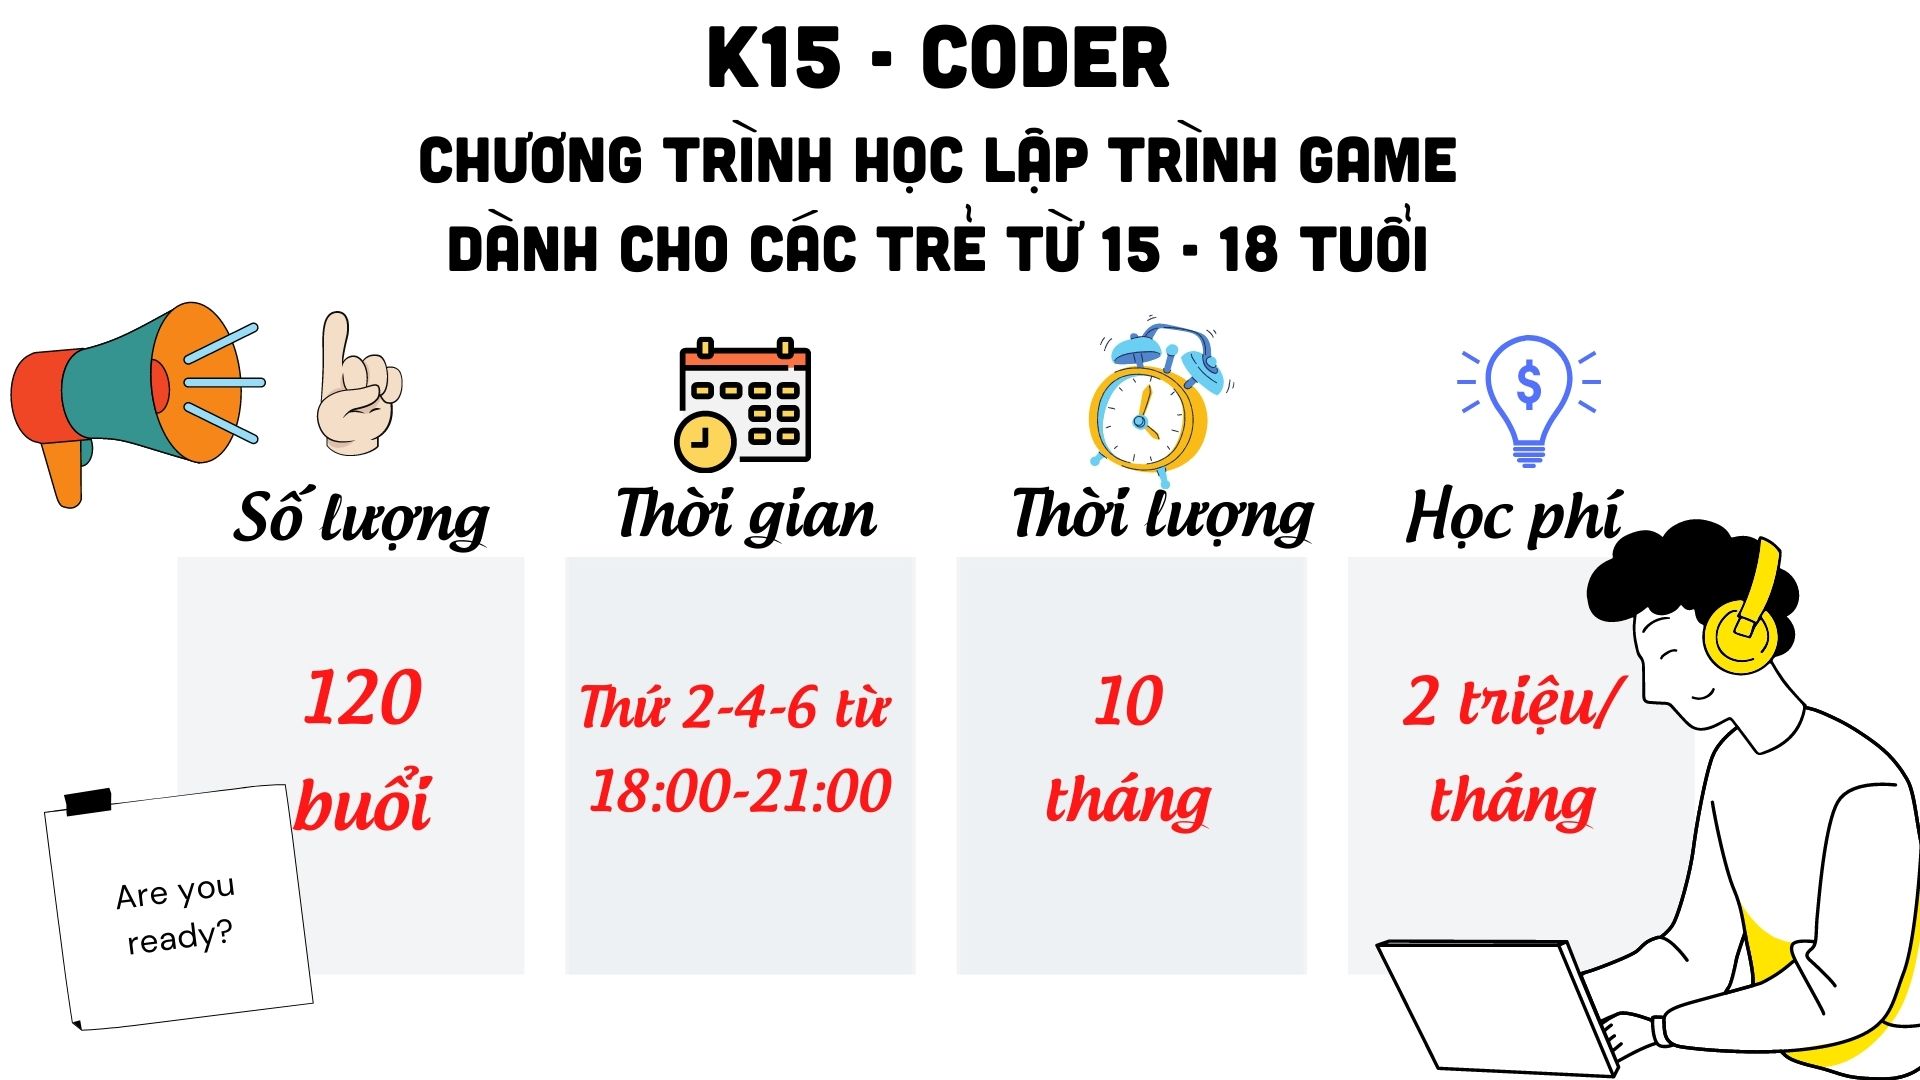 K15 - CODER
CHƯƠNG TRÌNH HỌC LẬP TRÌNH GAME
DÀNH CHO CÁC TRẺ TỪ 15 - 18 TUỔI
Số lượng
120
buổi
Thời gian
Thứ 2-4-6 từ
18:00-21:00
Thời lượng
10
tháng
Học phí
2 triệu/
tháng
Are you
ready?